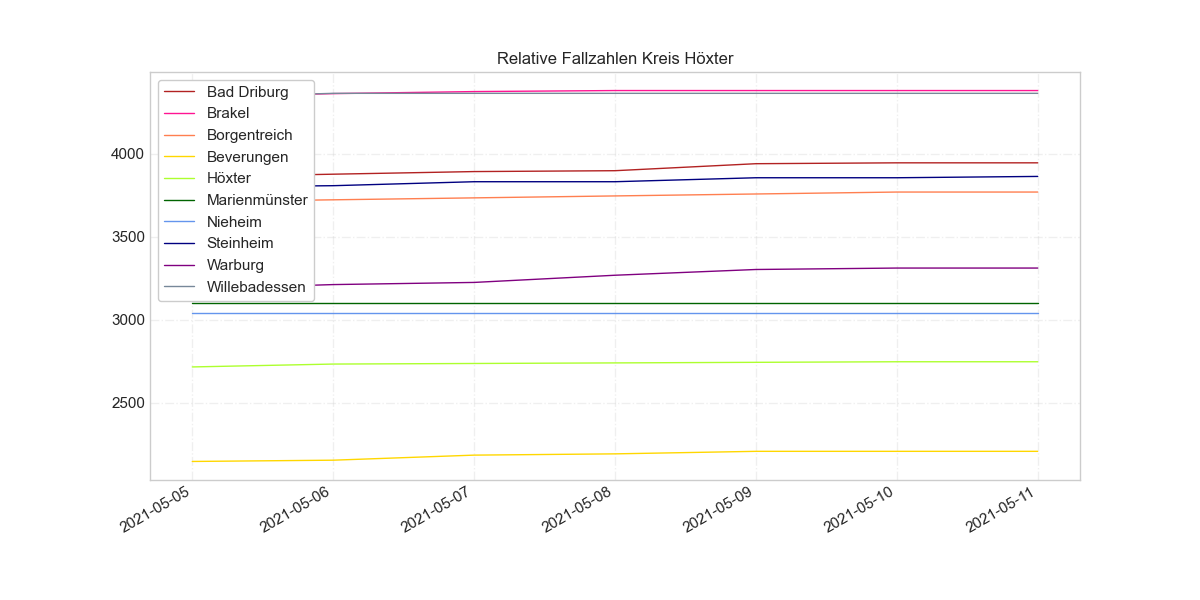 Relative Fallzahlen Kreis Höxter
Bad Driburg
Brakel
Borgentreich
Beverungen
Höxter
Marienmünster
Nieheim
Steinheim
Warburg
Willebadessen
4000
3500
3000
2500
2021-05-05
2021-05-06
2021-05-07
2021-05-08
2021-05-09
2021-05-10
2021-05-11